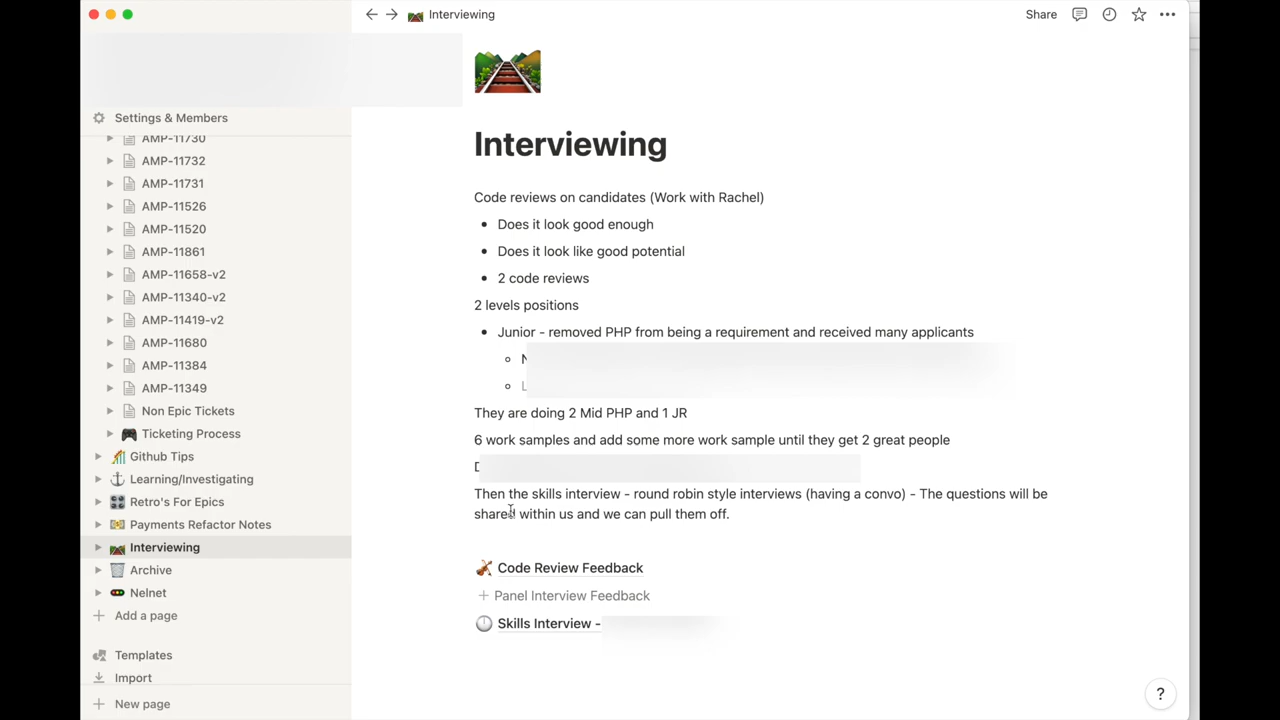 Interviewing
Share
Settings & Members
AMP-11730
AMP-11732
AMP-11731
AMP-11526
AMP-11520
AMP-11861
AMP-11658-v2
AMP-11340-v2
AMP-11419-v2
AMP-11680
AMP-11384
AMP-11349
Non Epic Tickets
Ticketing Process
Github Tips
Learning/Investigating
Retro's For Epics
Payments Refactor Notes
Interviewing
Archive
Nelnet
Add a page
Templates
Import
New page
Interviewing
Code reviews on candidates (Work with Rachel)
Does it look good enough
Does it look like good potential
2 code reviews
2 levels positions
Junior - removed PHP from being a requirement and received many applicants
They are doing 2 Mid PHP and 1 JR
6 work samples and add some more work sample until they get 2 great people
Then the skills interview - round robin style interviews (having a convo) - The questions will be
shared within us and we can pull them off.
Code Review Feedback
Panel Interview Feedback
Skills Interview -
?